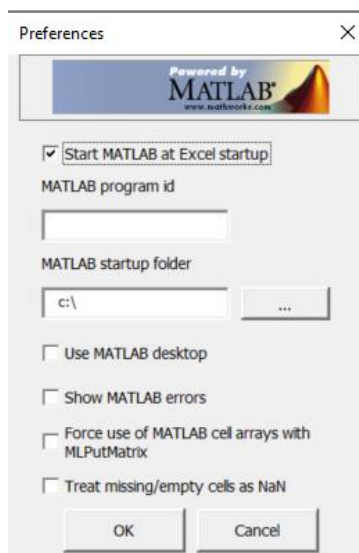 Preferences
Powered by
MATLAB®
www.mathworks.com
Start MATLAB at Excel startup
MATLAB program id
MATLAB startup folder
c:\
...
Use MATLAB desktop
Show MATLAB errors
Force use of MATLAB cell arrays with
MLPutMatrix
Treat missing/empty cells as NaN
OK Cancel